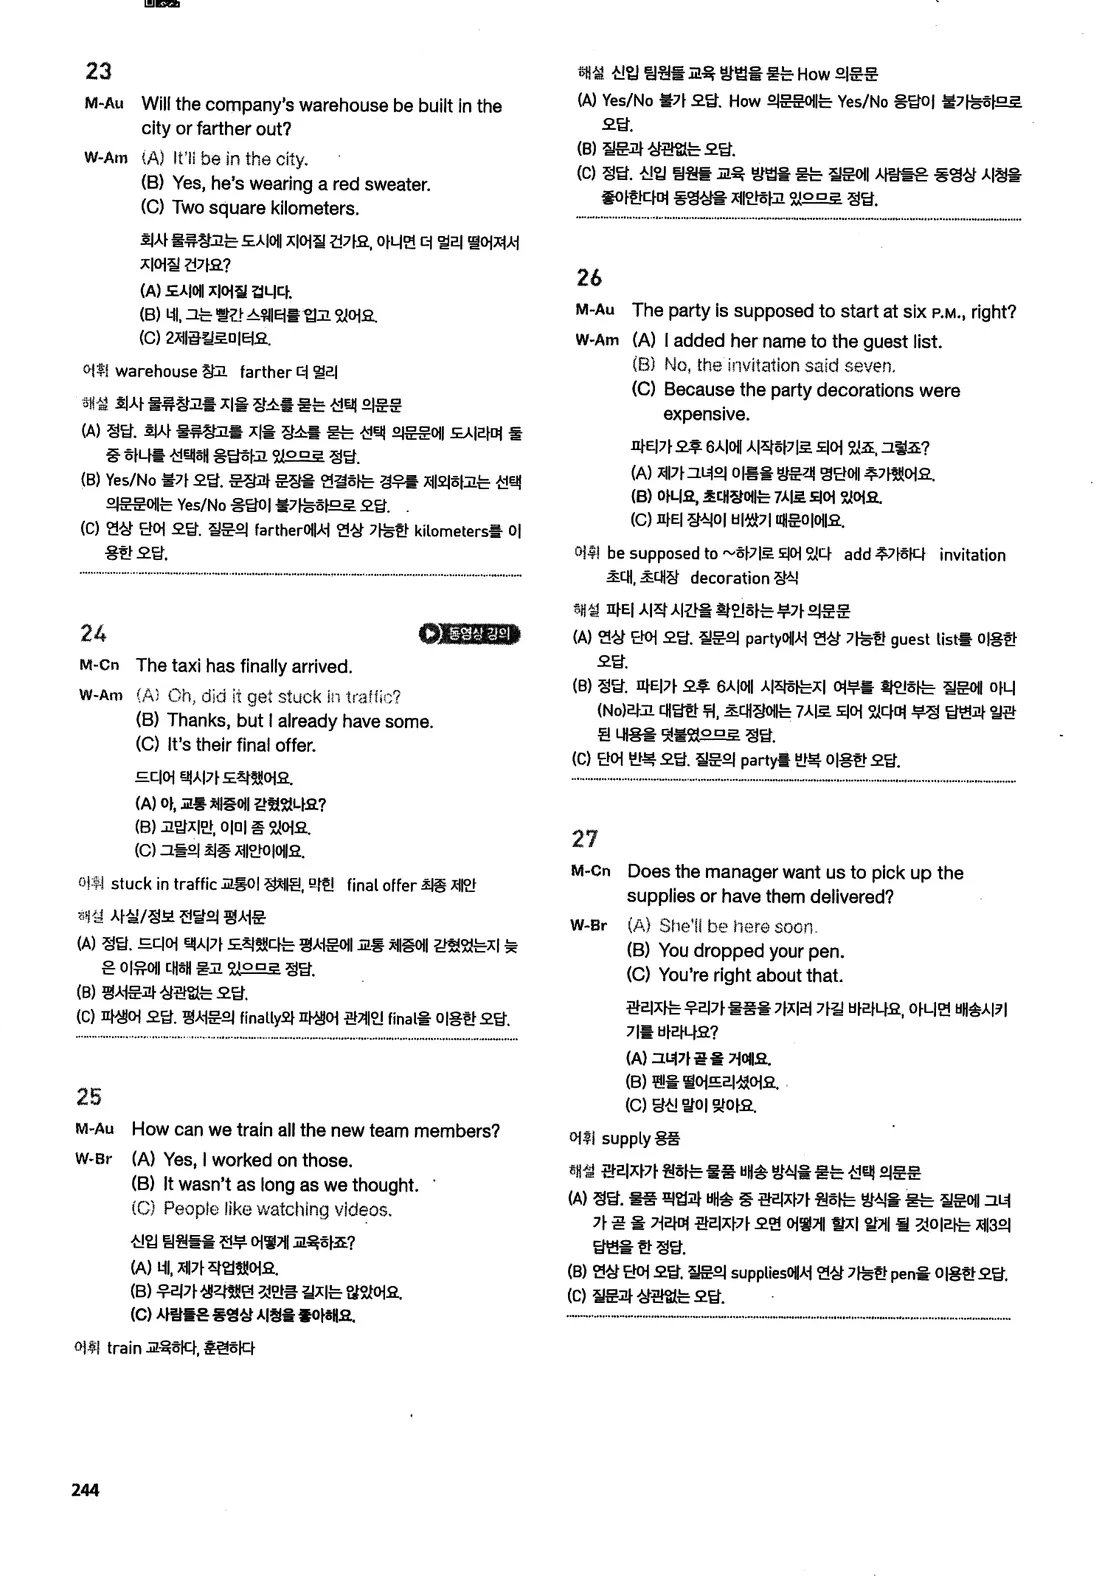 23
M-Au Will the company's warehouse be built in the
city or farther out?
W-Am (A) It'll be in the city.
(B) Yes, he's wearing a red sweater.
(C) Two square kilometers.
회사 물류창고는 도시에 지어질 건가요, 아니면 더 멀리 떨어져서
지어질 건가요?
(A) 도시에 지어질 겁니다.
(B) 네, 그는 빨간 스웨터를 입고 있어요.
(C) 2제곱킬로미터요.
어휘 warehouse 창고 farther 더 멀리
해설 회사 물류창고를 지을 장소를 묻는 선택 의문문
(A) 정답. 회사 물류창고를 지을 장소를 묻는 선택 의문문에 도시라며 둘
중 하나를 선택해 응답하고 있으므로 정답.
(B) Yes/No 불가 오답. 문장과 문장을 연결하는 경우를 제외하고는 선택
의문문에는 Yes/No 응답이 불가능하므로 오답.
(C) 연상 단어 오답. 질문의 farther에서 연상 가능한 kilometers를 이
용한 오답.
24 동영상 강의
M-Cn The taxi has finally arrived.
W-Am (A) Oh, did it get stuck in traffic?
(B) Thanks, but I already have some.
(C) It's their final offer.
드디어 택시가 도착했어요.
(A) 아, 교통 체증에 갇혔었나요?
(B) 고맙지만, 이미 좀 있어요.
(C) 그들의 최종 제안이에요.
어휘 stuck in traffic 교통이 정체된, 막힌 final offer 최종 제안
해설 사실/정보 전달의 평서문
(A) 정답. 드디어 택시가 도착했다는 평서문에 교통 체증에 갇혔었는지 늦
은 이유에 대해 묻고 있으므로 정답.
(B) 평서문과 상관없는 오답.
(C) 파생어 오답. 평서문의 finally와 파생어 관계인 final을 이용한 오답.
25
M-Au How can we train all the new team members?
W-Br (A) Yes, I worked on those.
(B) It wasn't as long as we thought.
(C) People like watching videos.
신입 팀원들을 전부 어떻게 교육하죠?
(A) 네, 제가 작업했어요.
(B) 우리가 생각했던 것만큼 길지는 않았어요.
(C) 사람들은 동영상 시청을 좋아해요.
어휘 train 교육하다, 훈련하다
해설 신입 팀원들 교육 방법을 묻는 How 의문문
(A) Yes/No 불가 오답. How 의문문에는 Yes/No 응답이 불가능하므로
오답.
(B) 질문과 상관없는 오답.
(C) 정답. 신입 팀원들 교육 방법을 묻는 질문에 사람들은 동영상 시청을
좋아한다며 동영상을 제안하고 있으므로 정답.
26
M-Au The party is supposed to start at six P.M., right?
W-Am (A) I added her name to the guest list.
(B) No, the invitation said seven.
(C) Because the party decorations were
expensive.
파티가 오후 6시에 시작하기로 되어 있죠, 그렇죠?
(A) 제가 그녀의 이름을 방문객 명단에 추가했어요.
(B) 아니요, 초대장에는 7시로 되어 있어요.
(C) 파티 장식이 비쌌기 때문이에요.
어휘 be supposed to ~하기로 되어 있다 add 추가하다 invitation
초대, 초대장 decoration 장식
해설 파티 시작 시간을 확인하는 부가 의문문
(A) 연상 단어 오답. 질문의 party에서 연상 가능한 guest list를 이용한
오답.
(B) 정답. 파티가 오후 6시에 시작하는지 여부를 확인하는 질문에 아니
(No)라고 대답한 뒤, 초대장에는 7시로 되어 있다며 부정 답변과 일관
된 내용을 덧붙였으므로 정답.
(C) 단어 반복 오답. 질문의 party를 반복 이용한 오답.
27
M-Cn Does the manager want us to pick up the
supplies or have them delivered?
W-Br (A) She'll be here soon.
(B) You dropped your pen.
(C) You're right about that.
관리자는 우리가 물품을 가지러 가길 바라나요, 아니면 배송시키
기를 바라나요?
(A) 그녀가 곧 올 거예요.
(B) 펜을 떨어뜨리셨어요.
(C) 당신 말이 맞아요.
어휘 supply 용품
해설 관리자가 원하는 물품 배송 방식을 묻는 선택 의문문
(A) 정답. 물품 픽업과 배송 중 관리자가 원하는 방식을 묻는 질문에 그녀
가 곧 올 거라며 관리자가 오면 어떻게 할지 알게 될 것이라는 제3의
답변을 한 정답.
(B) 연상 단어 오답. 질문의 supplies에서 연상 가능한 pen을 이용한 오답.
(C) 질문과 상관없는 오답.
244